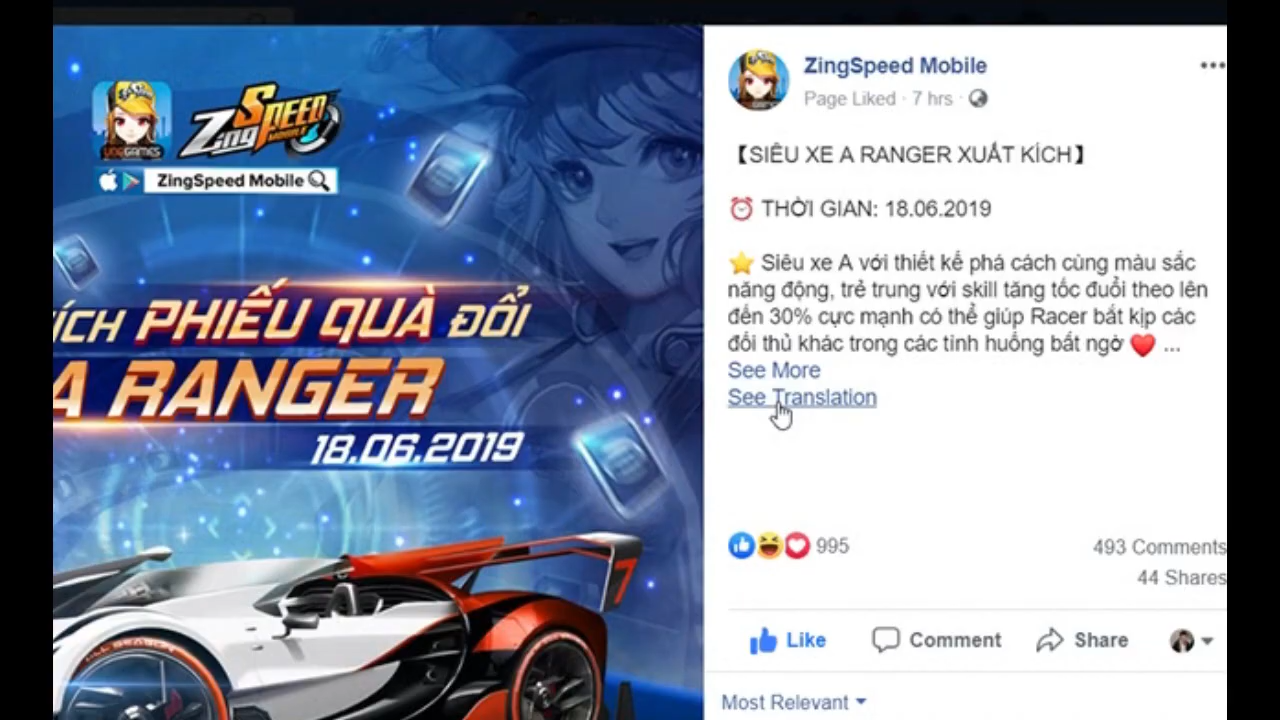 VNGGAMES
ZingSpeed
MOBILE
ZingSpeed Mobile
ÍCH PHIẾU QUÀ ĐỔI
A RANGER
18.06.2019
7
ZingSpeed Mobile
Page Liked · 7 hrs ·
【SIÊU XE A RANGER XUẤT KÍCH】
⏰ THỜI GIAN: 18.06.2019
⭐ Siêu xe A với thiết kế phá cách cùng màu sắc
năng động, trẻ trung với skill tăng tốc đuổi theo lên
đến 30% cực mạnh có thể giúp Racer bắt kịp các
đối thủ khác trong các tình huống bất ngờ ❤️ ...
See More
See Translation
995
493 Comments
44 Shares
Like
Comment
Share
Most Relevant